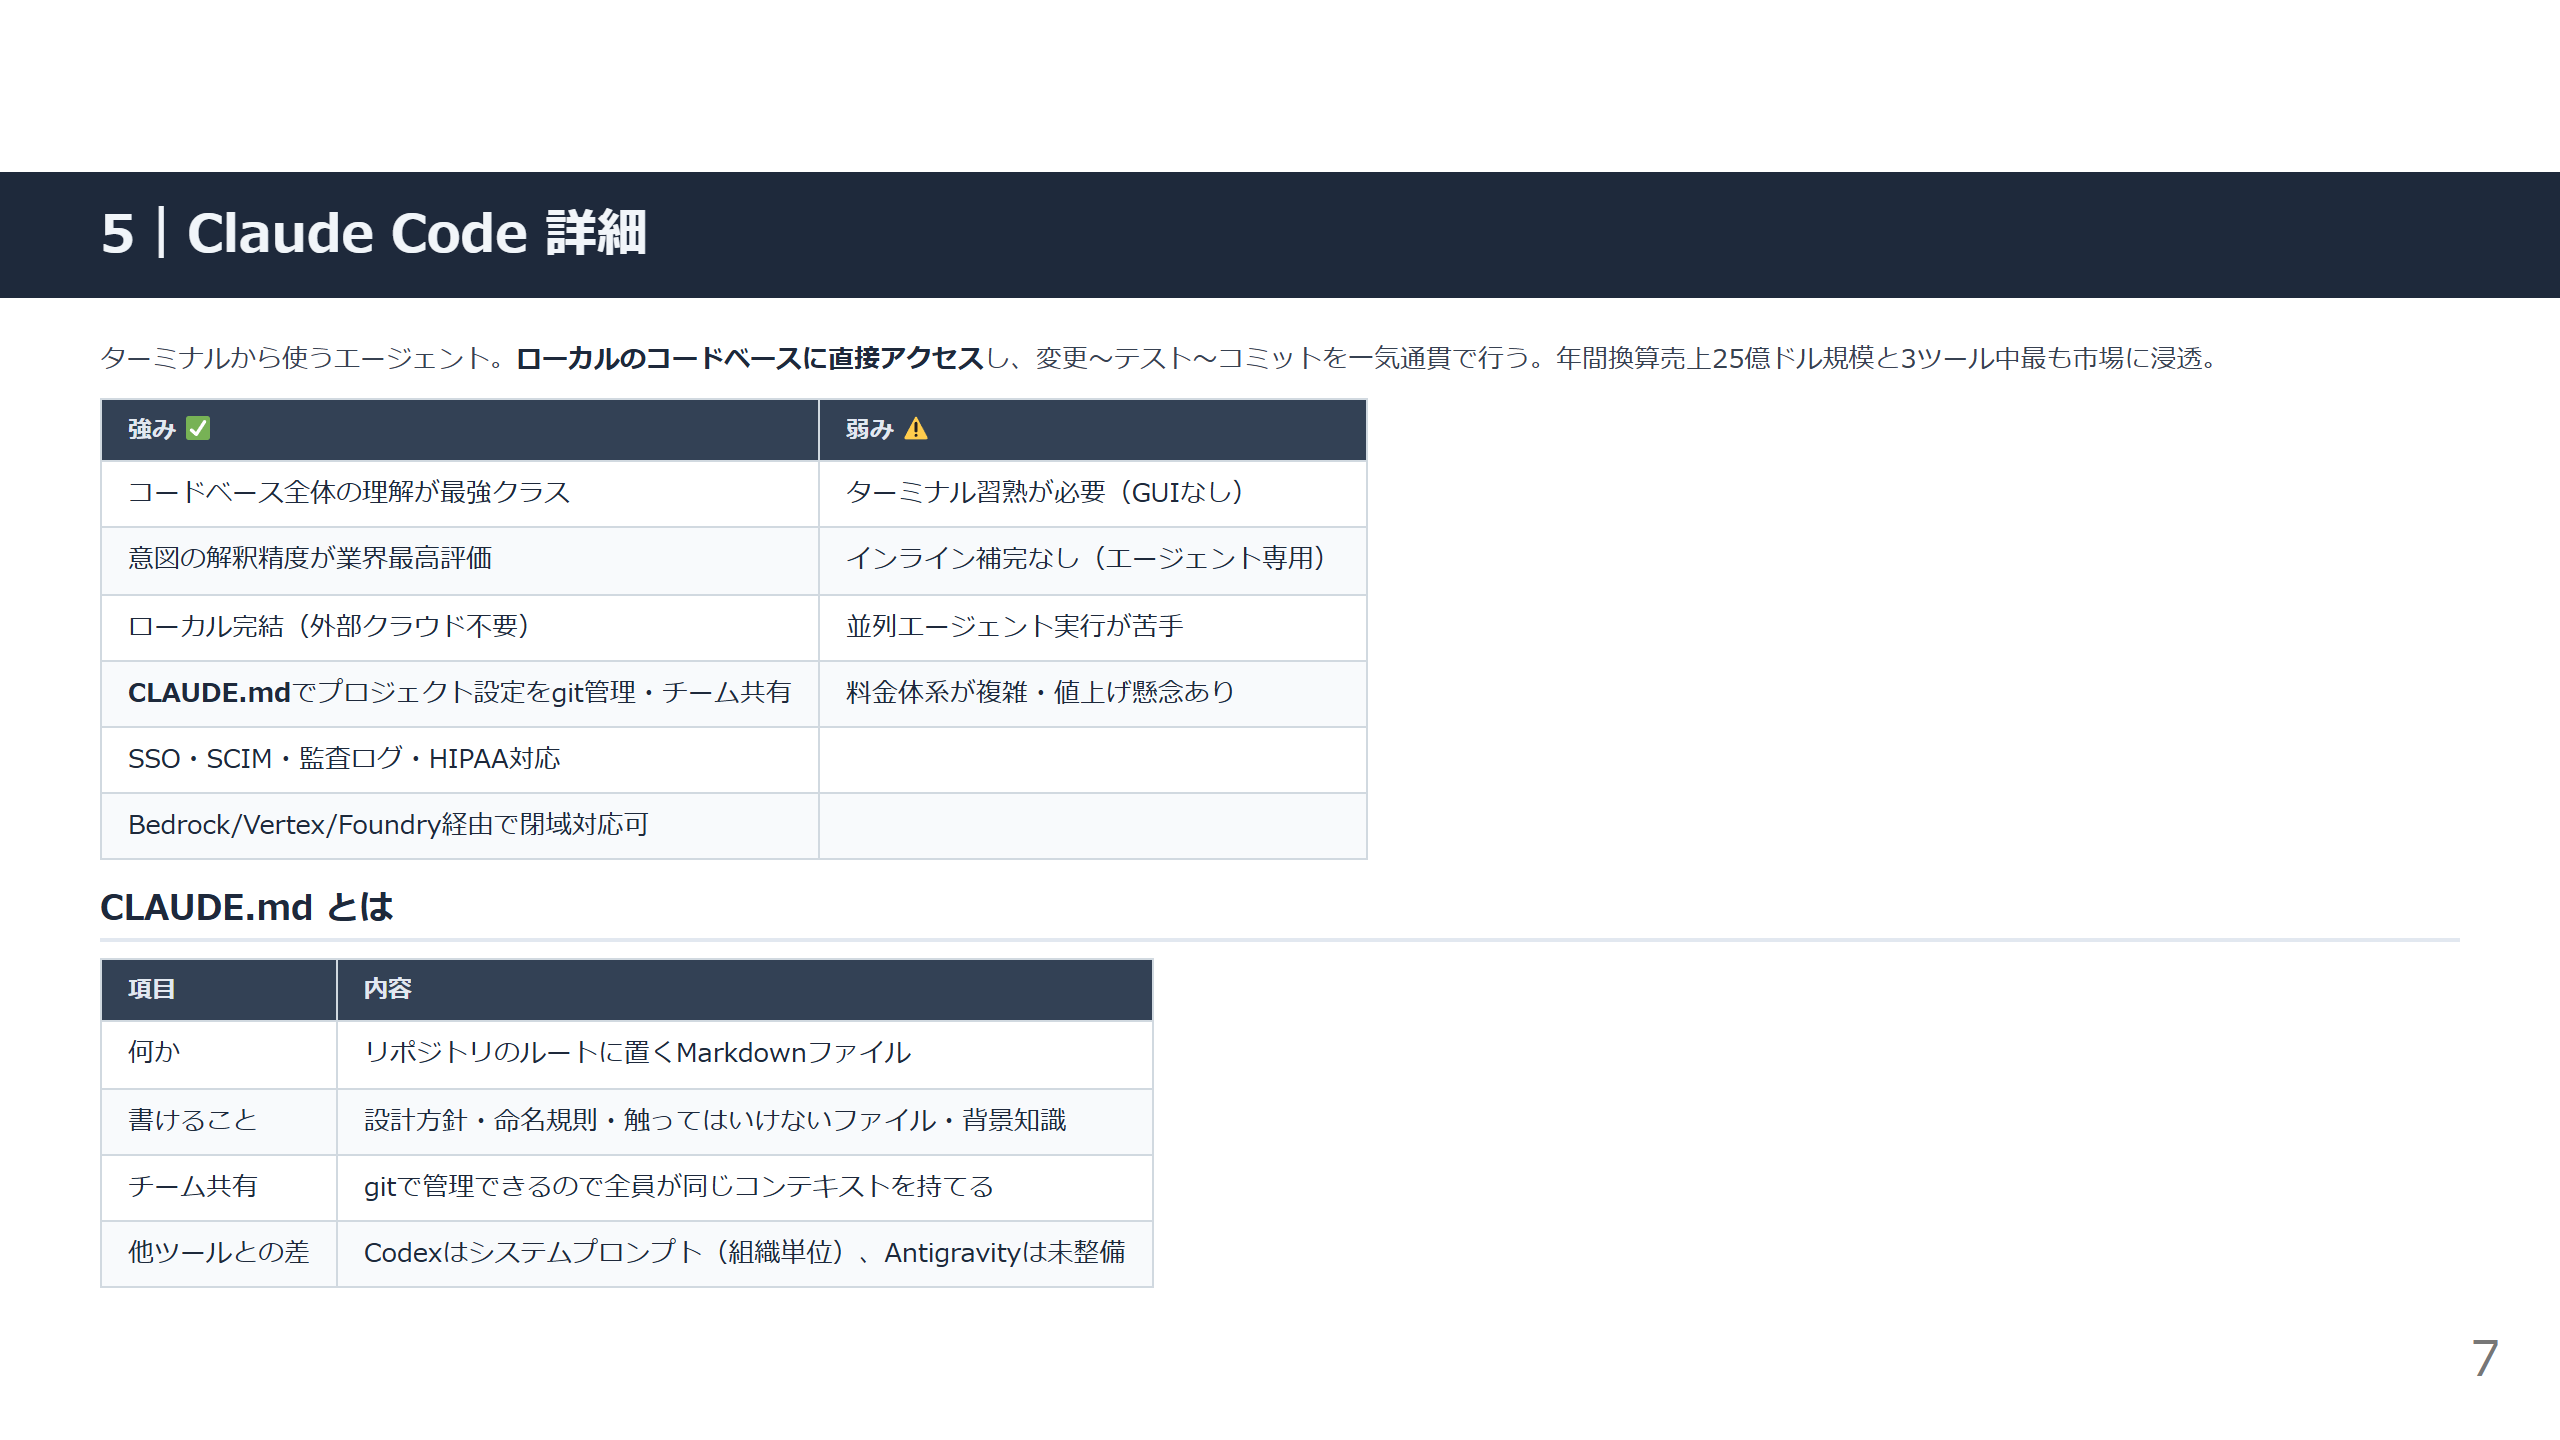 5｜Claude Code 詳細
ターミナルから使うエージェント。ローカルのコードベースに直接アクセスし、変更～テスト～コミットを一気通貫で行う。年間換算売上25億ドル規模と3ツール中最も市場に浸透。
強み ✅ 弱み ⚠️
コードベース全体の理解が最強クラス ターミナル習熟が必要（GUIなし）
意図の解釈精度が業界最高評価 インライン補完なし（エージェント専用）
ローカル完結（外部クラウド不要） 並列エージェント実行が苦手
CLAUDE.mdでプロジェクト設定をgit管理・チーム共有 料金体系が複雑・値上げ懸念あり
SSO・SCIM・監査ログ・HIPAA対応
Bedrock/Vertex/Foundry経由で閉域対応可
CLAUDE.md とは
項目 内容
何か リポジトリのルートに置くMarkdownファイル
書けること 設計方針・命名規則・触ってはいけないファイル・背景知識
チーム共有 gitで管理できるので全員が同じコンテキストを持てる
他ツールとの差 Codexはシステムプロンプト（組織単位）、Antigravityは未整備
7